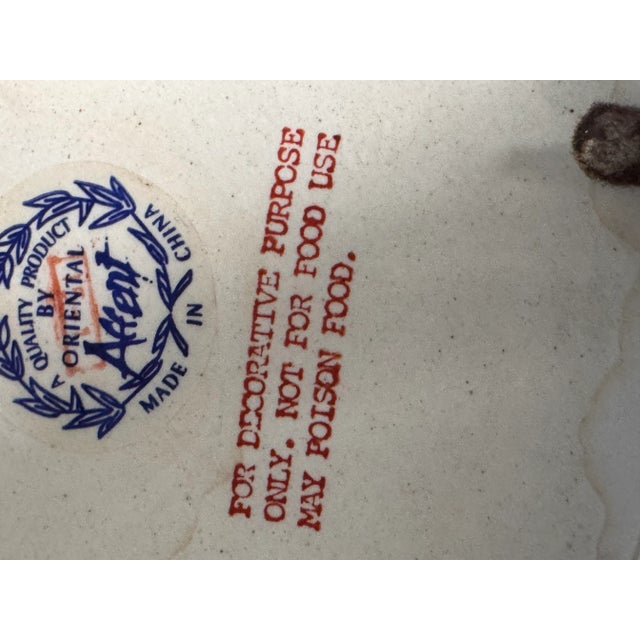 A QUALITY PRODUCT
BY
ORIENTAL
Accent
MADE IN CHINA
FOR DECORATIVE PURPOSE
ONLY. NOT FOR FOOD USE
MAY POISON FOOD.